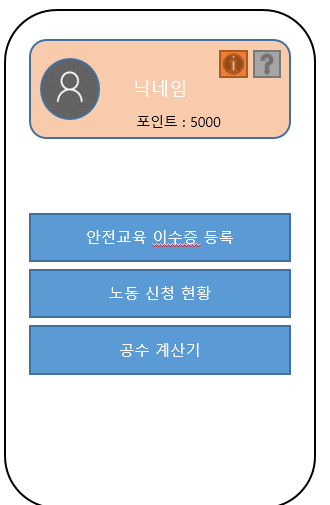 닉네임
포인트 : 5000
안전교육 이수증 등록
노동 신청 현황
공수 계산기